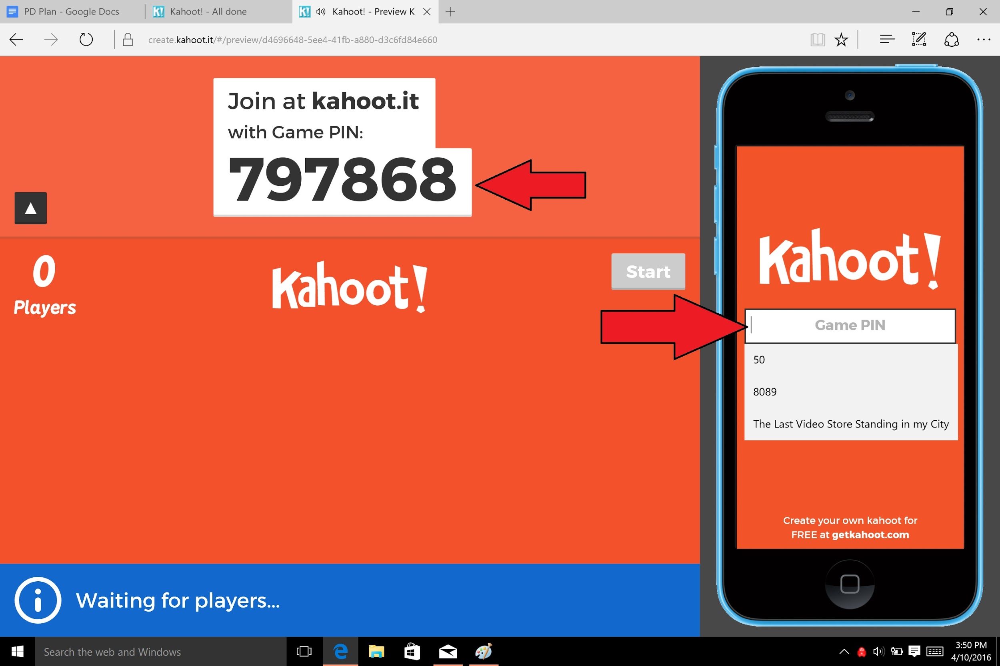 PD Plan - Google Docs
Kahoot! - All done
Kahoot! - Preview K
create.kahoot.it/#/preview/d4696648-5ee4-41fb-a880-d3c6fd84e660
Join at kahoot.it
with Game PIN:
797868
0
Players
Kahoot!
Start
Kahoot!
Game PIN
50
8089
The Last Video Store Standing in my City
Create your own kahoot for
FREE at getkahoot.com
Waiting for players...
Search the web and Windows
3:50 PM
4/10/2016